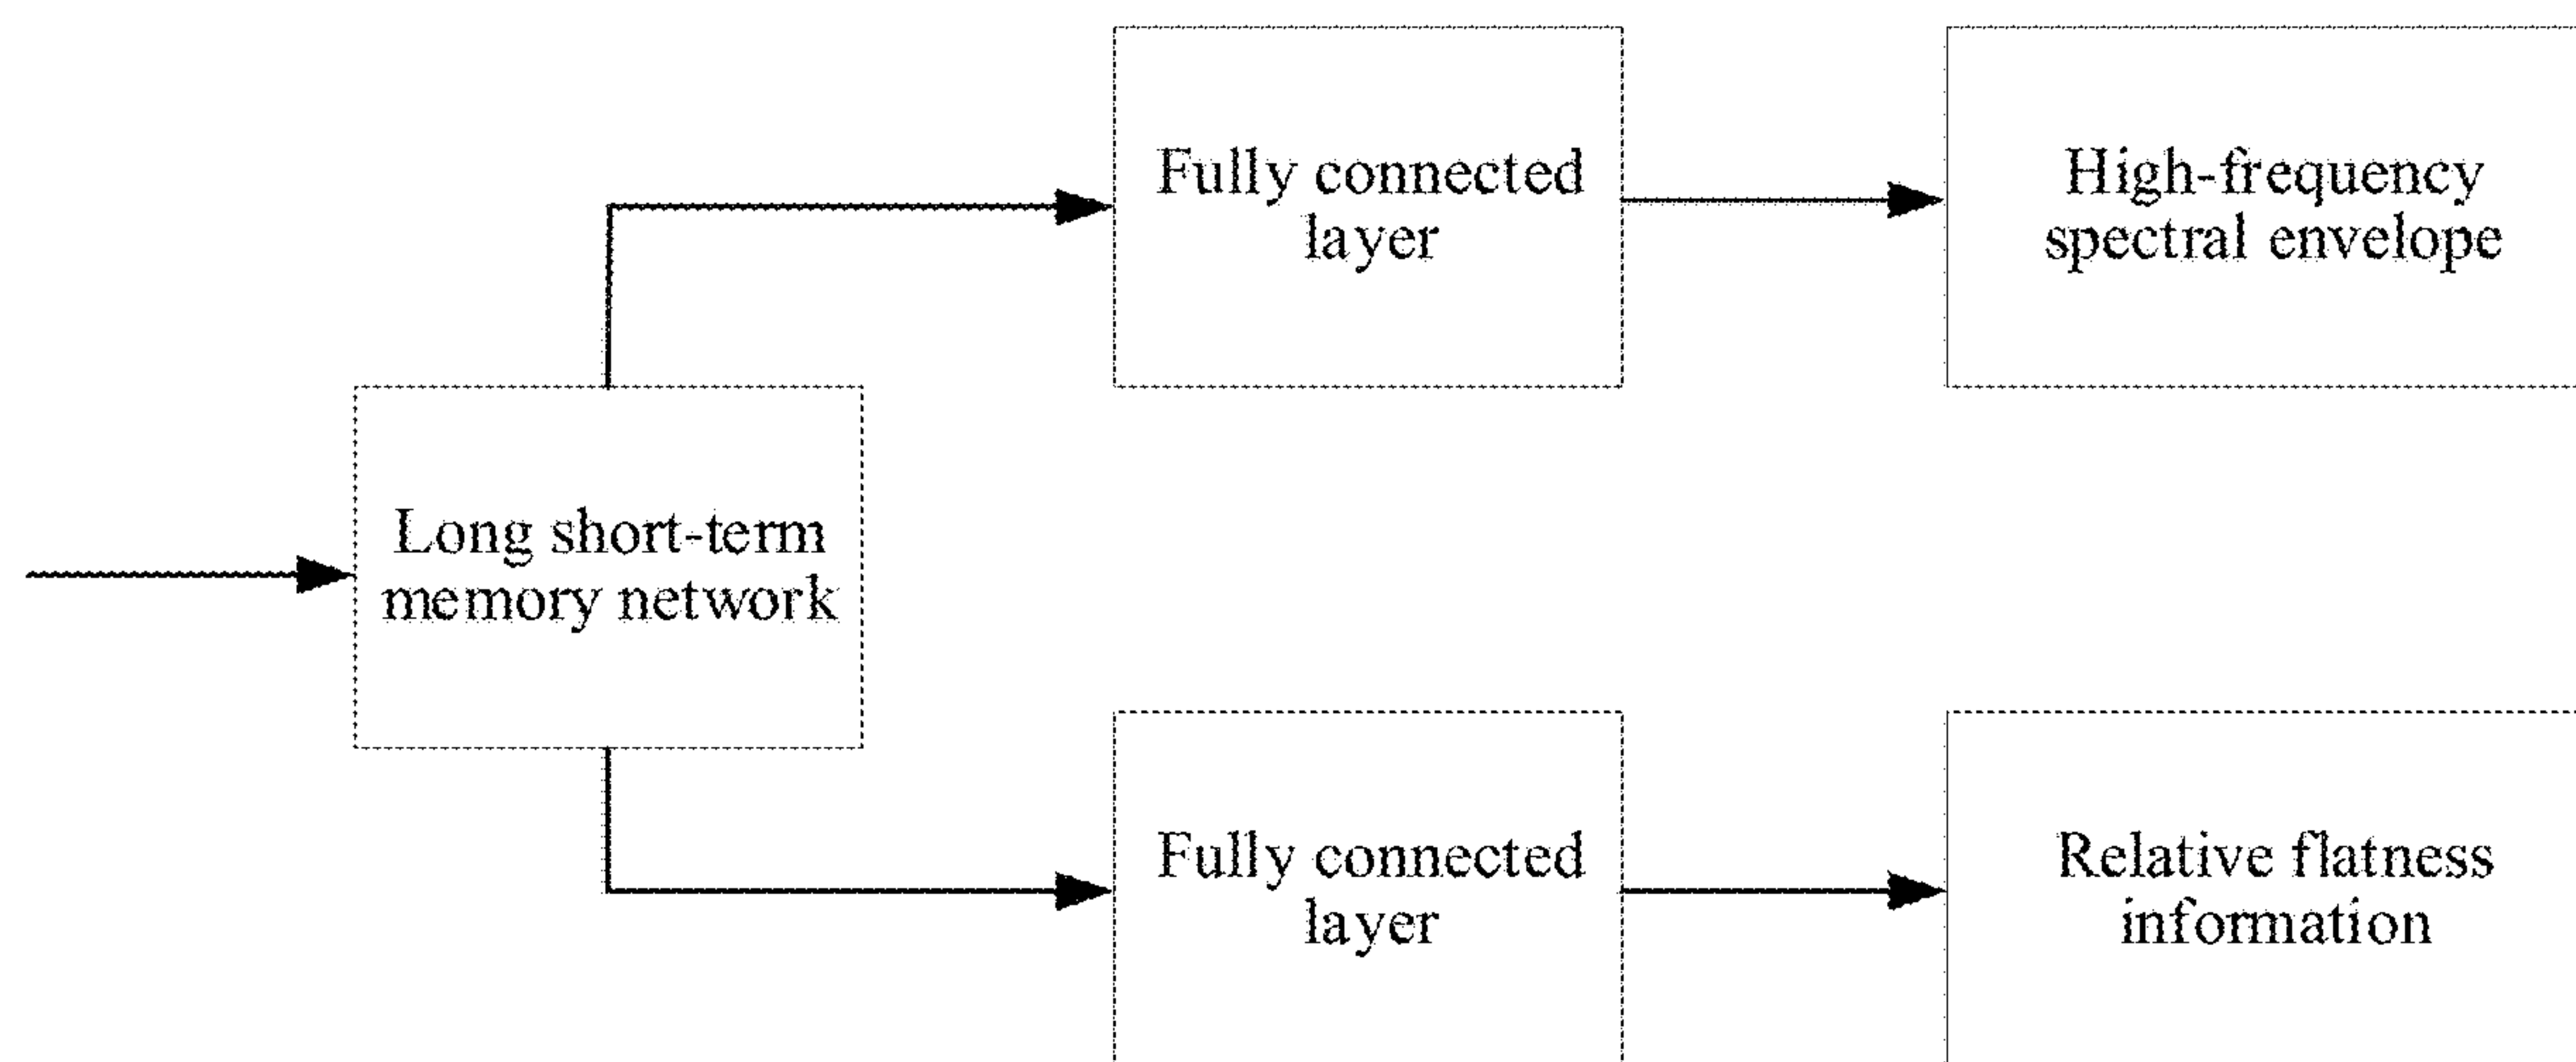 Fully connected
layer
High-frequency
spectral envelope
Long short-term
memory network
Fully connected
layer
Relative flatness
information